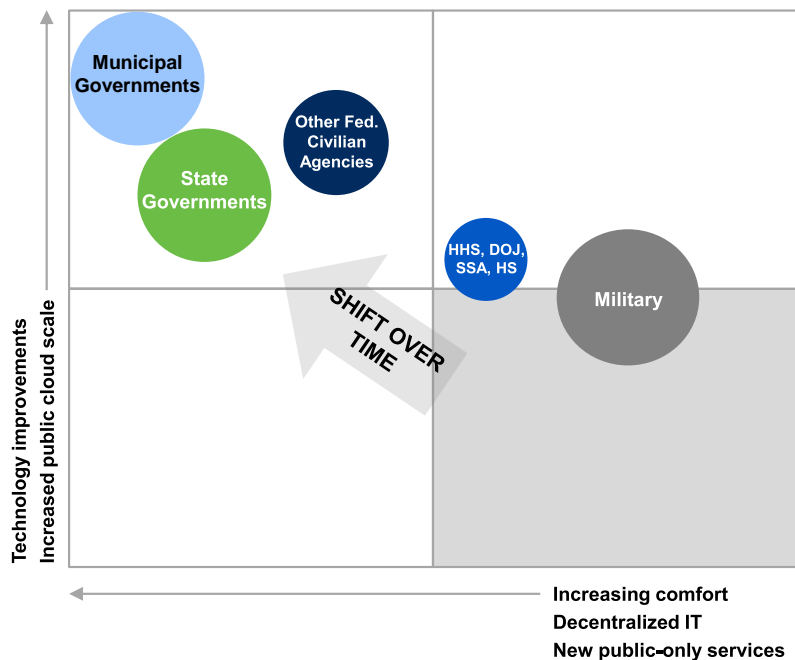 Municipal
Governments
Other Fed.
Civilian
Agencies
State
Governments
HHS, DOJ,
SSA, HS
Military
SHIFT OVER
TIME
Technology improvements
Increased public cloud scale
Increasing comfort
Decentralized IT
New public-only services